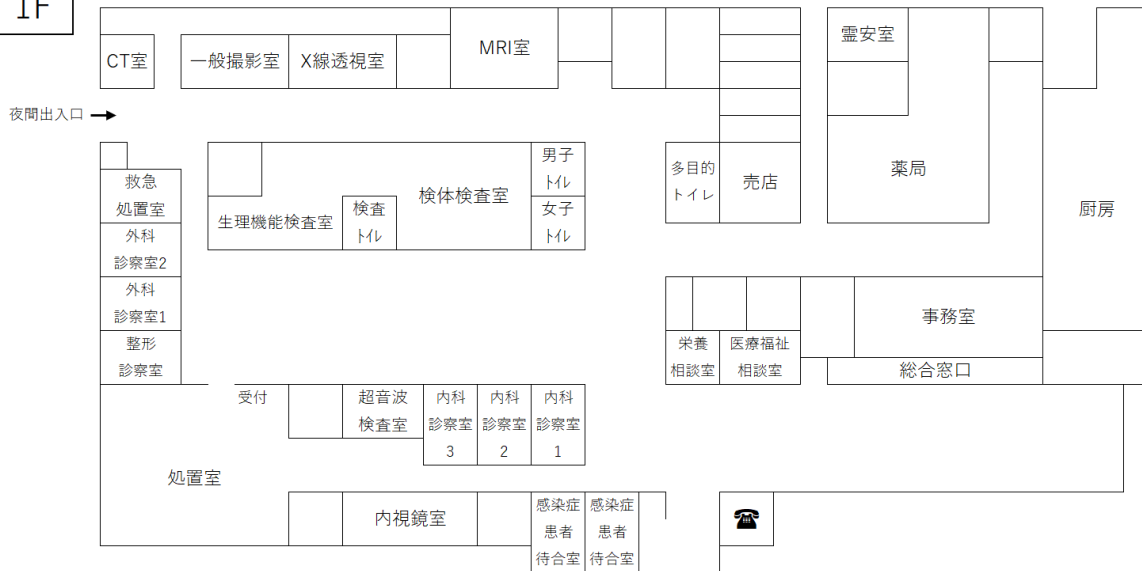 1F
霊安室
MRI室
CT室
一般撮影室
X線透視室
夜間出入口
男子
トイレ
多目的
トイレ
売店
薬局
救急
処置室
検体検査室
検査
トイレ
女子
トイレ
生理機能検査室
厨房
外科
診察室2
外科
診察室1
事務室
整形
診察室
栄養
相談室
医療福祉
相談室
総合窓口
受付
超音波
検査室
内科
診察室
3
内科
診察室
2
内科
診察室
1
処置室
内視鏡室
感染症
患者
待合室
感染症
患者
待合室